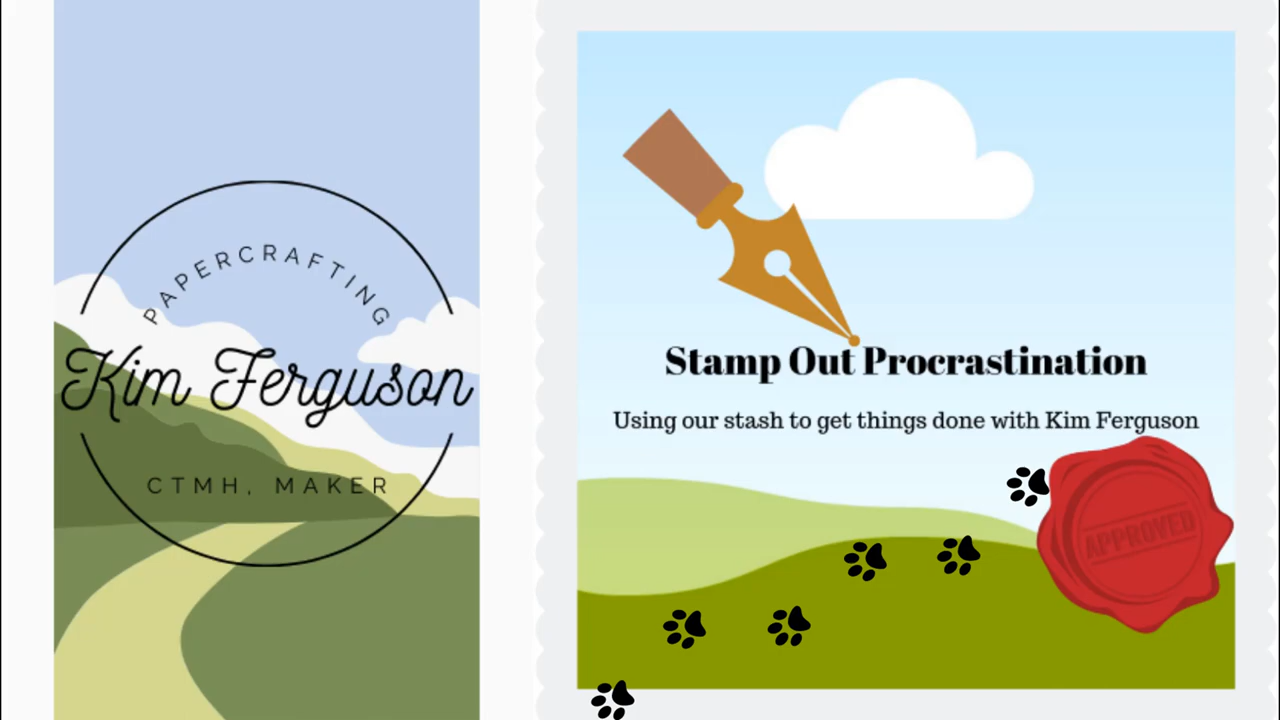 PAPERCRAFTING
Kim Ferguson
CTMH, MAKER
Stamp Out Procrastination
Using our stash to get things done with Kim Ferguson
APPROVED